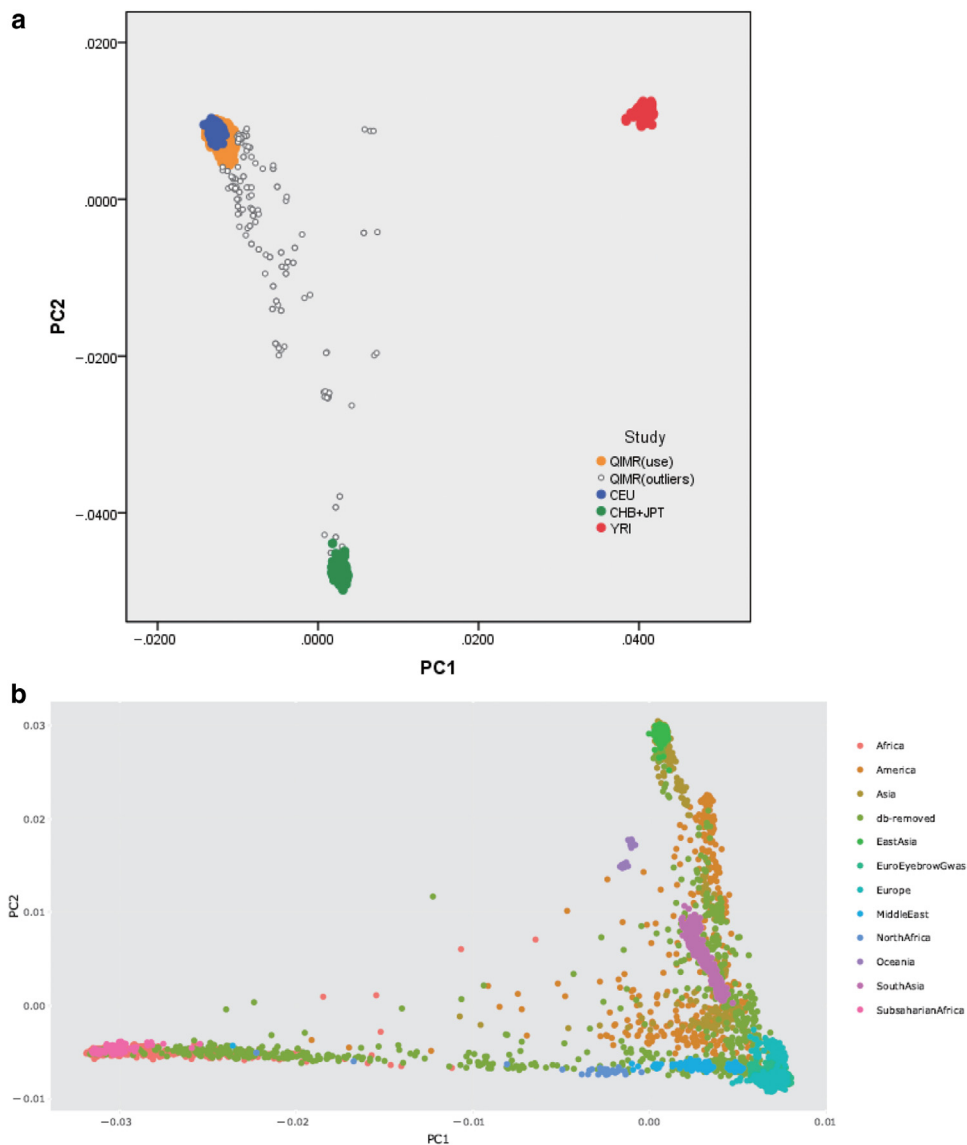 a
.0200
.0000
−.0200
−.0400
PC2
−.0200
.0000
.0200
.0400
PC1
Study
QIMR(use)
QIMR(outliers)
CEU
CHB+JPT
YRI
b
0.03
0.02
0.01
0.00
−0.01
PC2
−0.03
−0.02
−0.01
0.00
0.01
PC1
Africa
America
Asia
db-removed
EastAsia
EuroEyebrowGwas
Europe
MiddleEast
NorthAfrica
Oceania
SouthAsia
SubsaharianAfrica